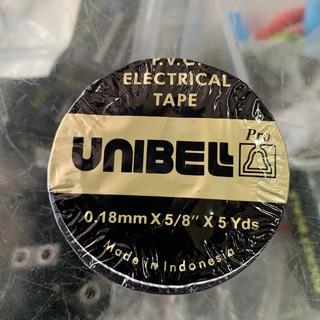 P.V.C.
ELECTRICAL
TAPE
Pro
UNIBELL
0,18mm X 5/8" X 5 Yds
Made in Indonesia